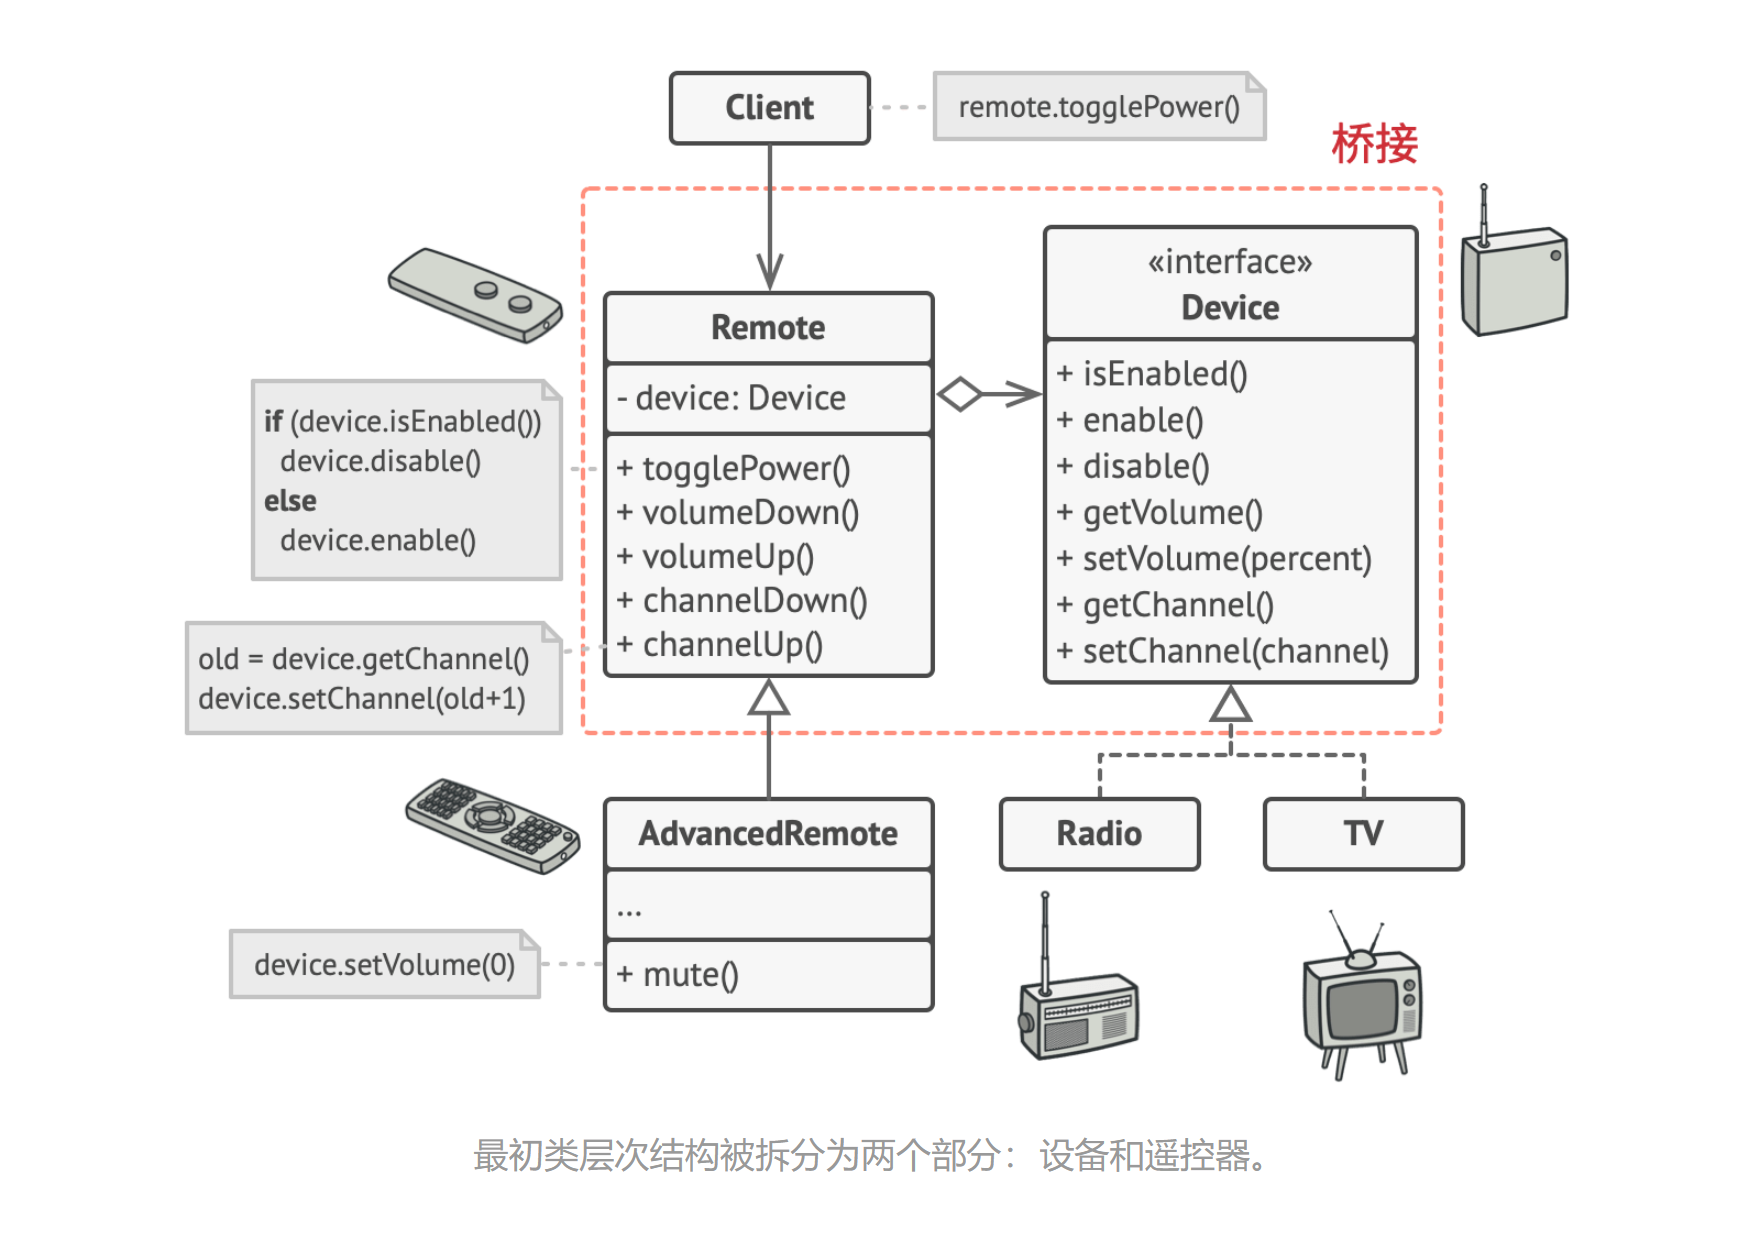 Client
remote.togglePower()
桥接
Remote
- device: Device
+ togglePower()
+ volumeDown()
+ volumeUp()
+ channelDown()
+ channelUp()
«interface»
Device
+ isEnabled()
+ enable()
+ disable()
+ getVolume()
+ setVolume(percent)
+ getChannel()
+ setChannel(channel)
if (device.isEnabled())
device.disable()
else
device.enable()
old = device.getChannel()
device.setChannel(old+1)
AdvancedRemote
...
+ mute()
device.setVolume(0)
Radio
TV
最初类层次结构被拆分为两个部分：设备和遥控器。